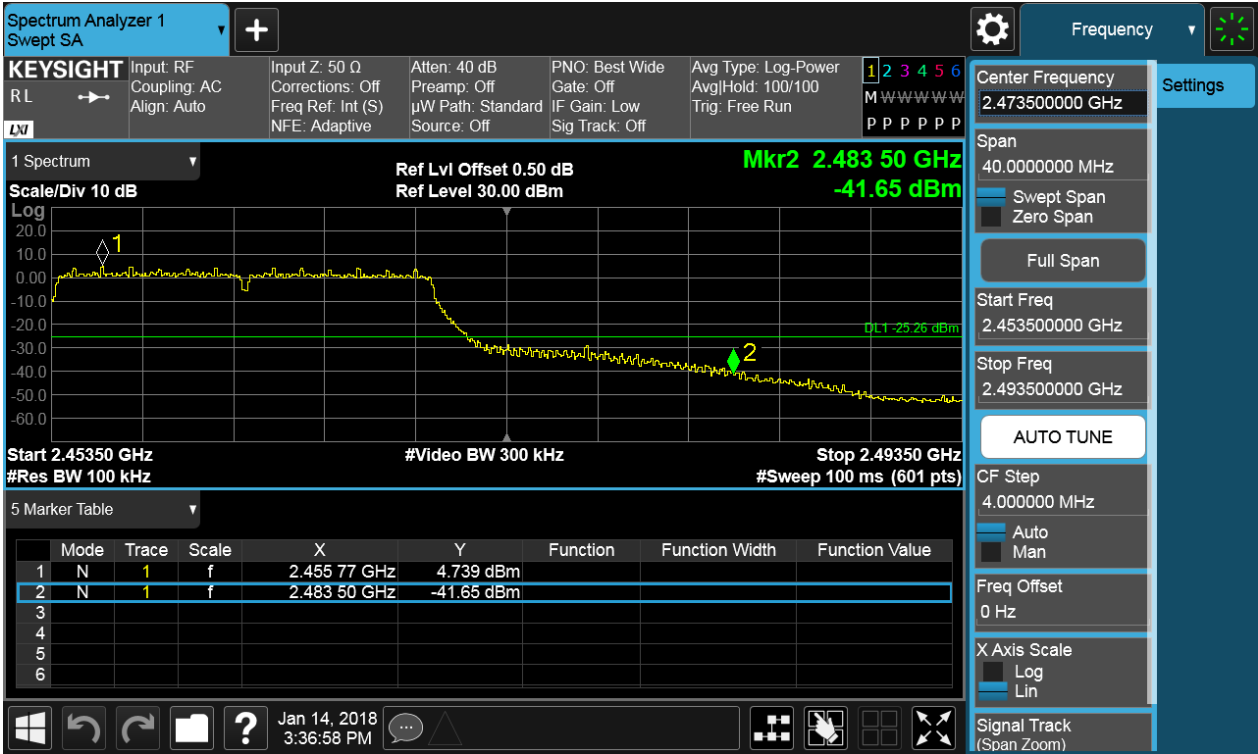 Spectrum Analyzer 1
Swept SA
Frequency
KEYSIGHT
RL
LXI
Input: RF
Coupling: AC
Align: Auto
Input Z: 50 Ω
Corrections: Off
Freq Ref: Int (S)
NFE: Adaptive
Atten: 40 dB
Preamp: Off
µW Path: Standard
Source: Off
PNO: Best Wide
Gate: Off
IF Gain: Low
Sig Track: Off
Avg Type: Log-Power
Avg|Hold: 100/100
Trig: Free Run
1 2 3 4 5 6
M W W W W W
P P P P P P
1 Spectrum
Scale/Div 10 dB
Ref Lvl Offset 0.50 dB
Ref Level 30.00 dBm
Mkr2 2.483 50 GHz
-41.65 dBm
Log
20.0
10.0
0.00
-10.0
-20.0
-30.0
-40.0
-50.0
-60.0
1
DL1 -25.26 dBm
2
Start 2.45350 GHz
#Video BW 300 kHz
Stop 2.49350 GHz
#Res BW 100 kHz
#Sweep 100 ms (601 pts)
5 Marker Table
Mode Trace Scale X Y Function Function Width Function Value
1 N 1 f 2.455 77 GHz 4.739 dBm
2 N 1 f 2.483 50 GHz -41.65 dBm
3
4
5
6
?
Jan 14, 2018
3:36:58 PM
Center Frequency
2.473500000 GHz
Settings
Span
40.0000000 MHz
Swept Span
Zero Span
Full Span
Start Freq
2.453500000 GHz
Stop Freq
2.493500000 GHz
AUTO TUNE
CF Step
4.000000 MHz
Auto
Man
Freq Offset
0 Hz
X Axis Scale
Log
Lin
Signal Track
(Span Zoom)